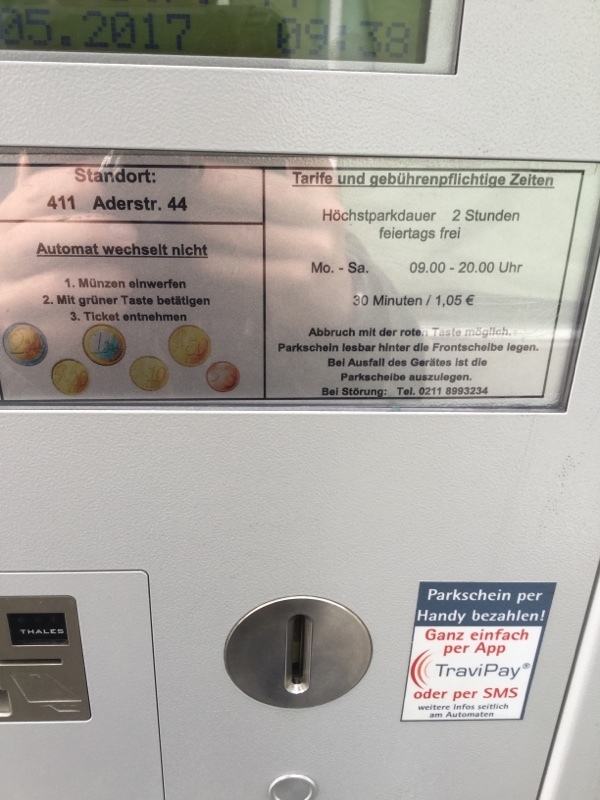 05.2017 09:38
Standort:
411 Aderstr. 44
Automat wechselt nicht
1. Münzen einwerfen
2. Mit grüner Taste betätigen
3. Ticket entnehmen
Tarife und gebührenpflichtige Zeiten
Höchstparkdauer 2 Stunden
feiertags frei
Mo. - Sa. 09.00 - 20.00 Uhr
30 Minuten / 1,05 €
Abbruch mit der roten Taste möglich.
Parkschein lesbar hinter die Frontscheibe legen.
Bei Ausfall des Gerätes ist die
Parkscheibe auszulegen.
Bei Störung: Tel. 0211 8993234
THALES
Parkschein per
Handy bezahlen!
Ganz einfach
per App
TraviPay®
oder per SMS
weitere Infos seitlich
am Automaten